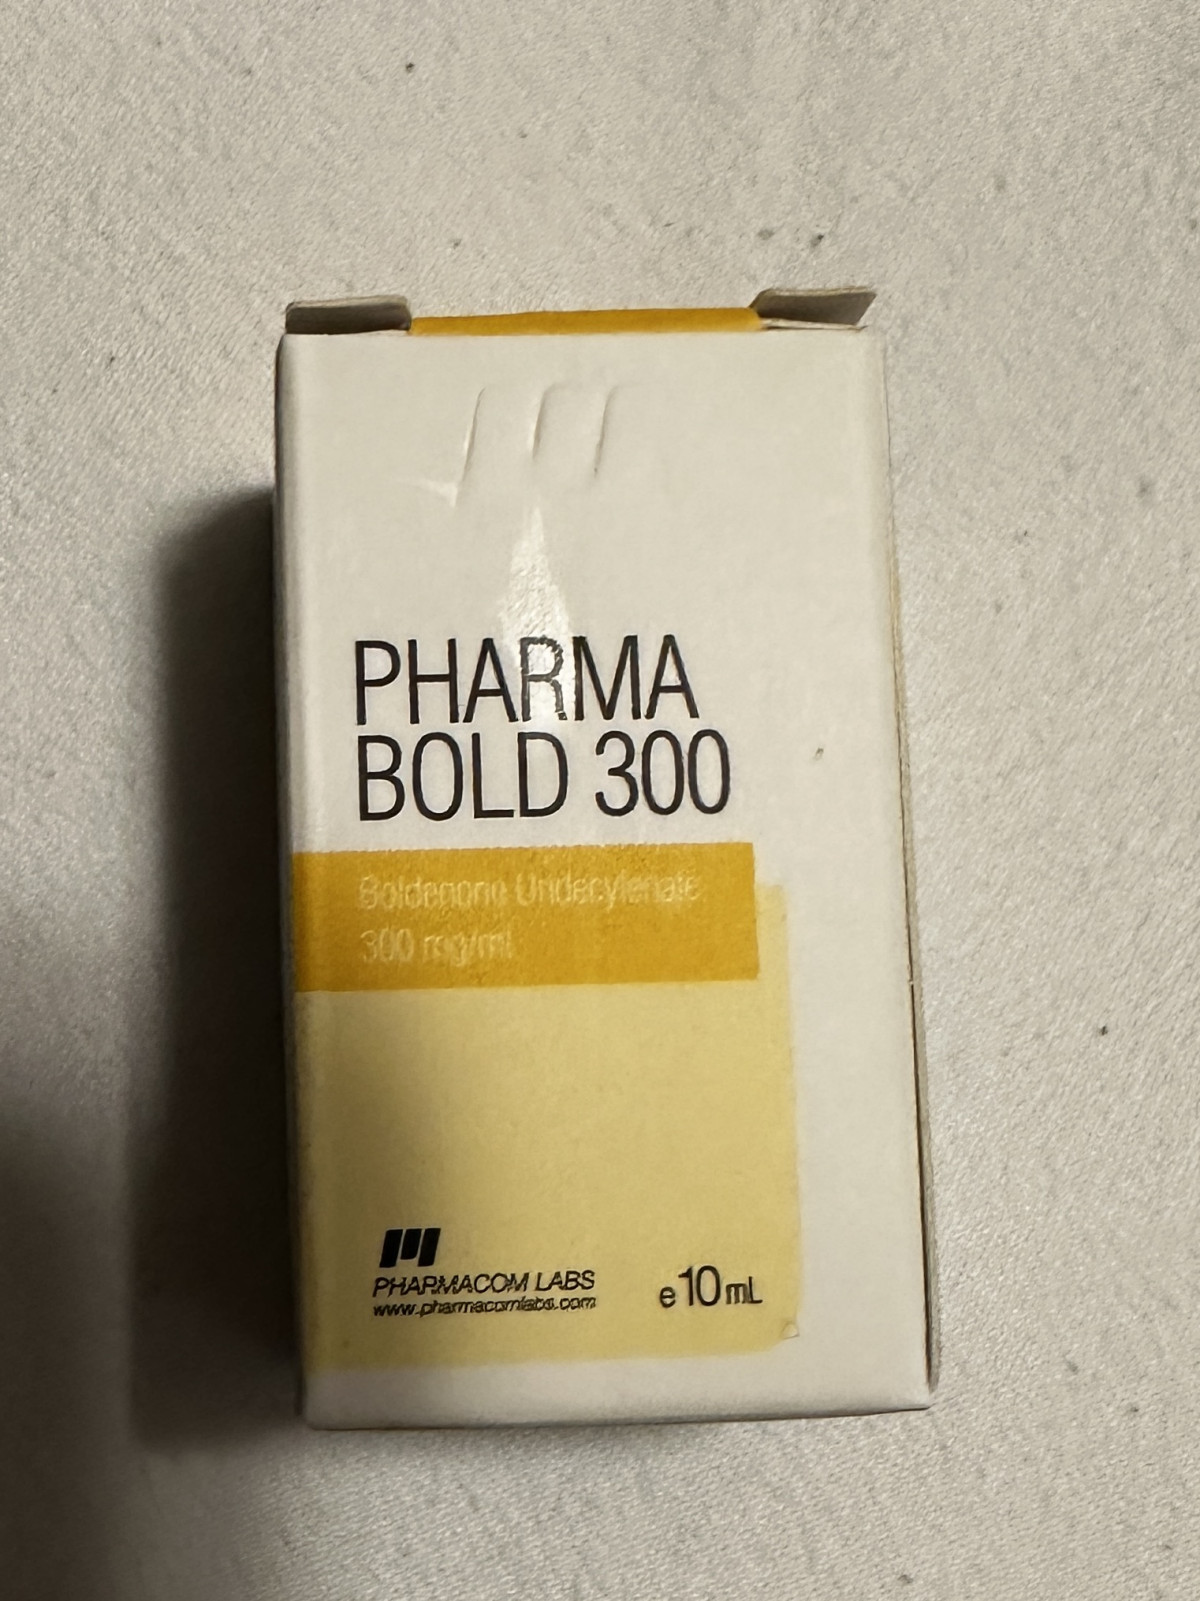 PHARMA
BOLD 300
Boldenone Undecylenate
300 mg/ml
PHARMACOM LABS
www.pharmacomlabs.com
e10mL